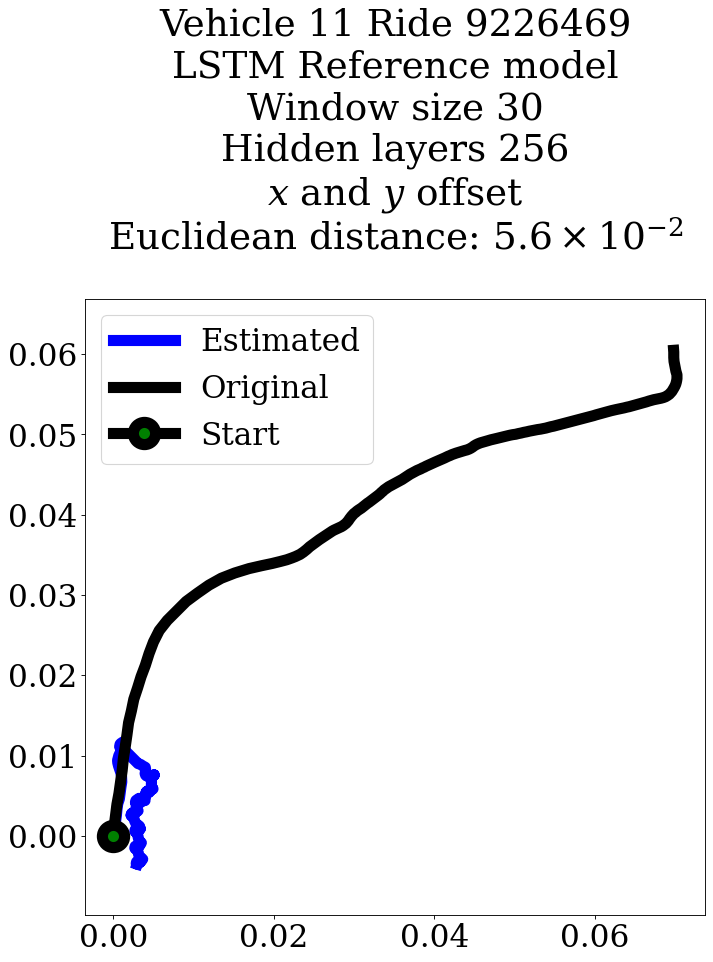 Vehicle 11 Ride 9226469
LSTM Reference model
Window size 30
Hidden layers 256
x and y offset
Euclidean distance: 5.6 × 10⁻²
Estimated
Original
Start
0.06
0.05
0.04
0.03
0.02
0.01
0.00
0.00 0.02 0.04 0.06